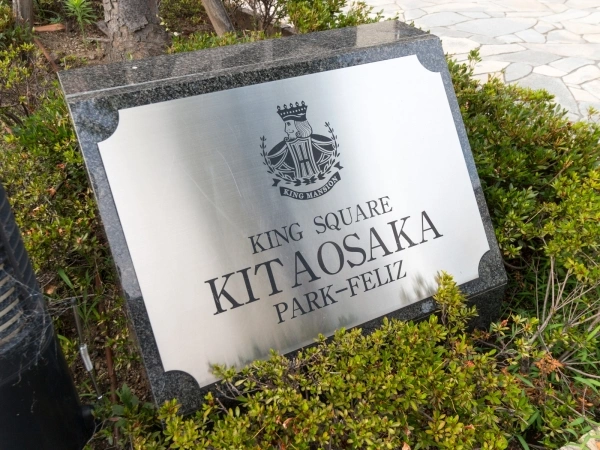 KING MANSION
KING SQUARE
KITAOSAKA
PARK-FELIZ